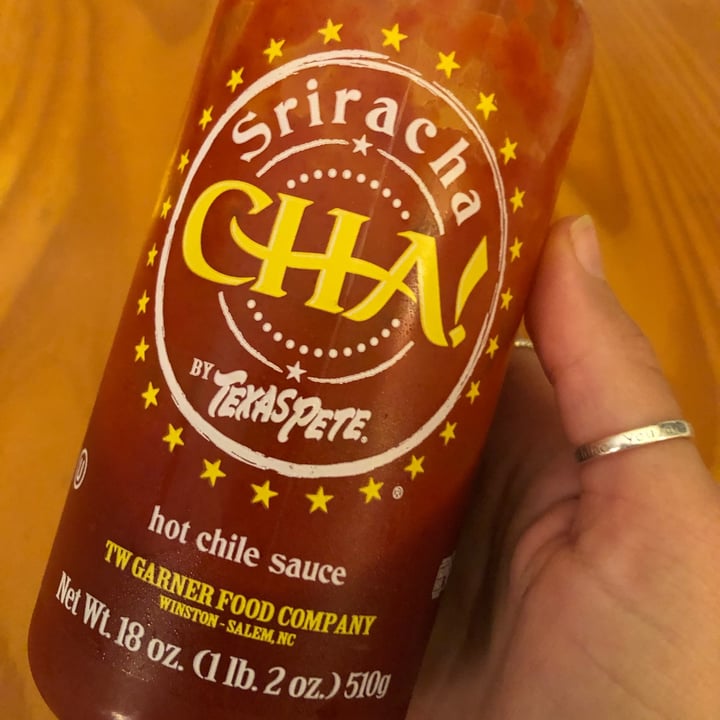 Sriracha
CHA!
BY TEXAS PETE.
®
U
hot chile sauce
TW GARNER FOOD COMPANY
WINSTON - SALEM, NC
Net Wt. 18 oz. (1 lb. 2 oz.) 510g